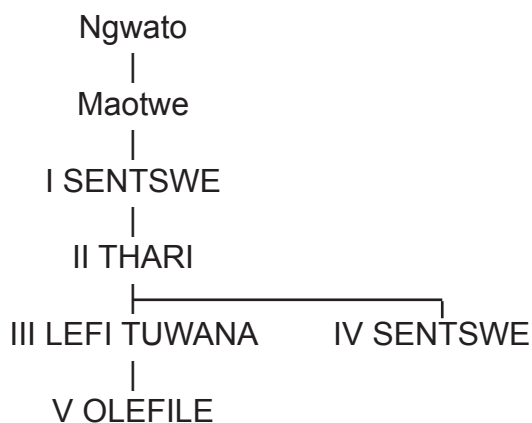 Ngwato
Maotwe
I SENTSWE
II THARI
III LEFI TUWANA IV SENTSWE
V OLEFILE